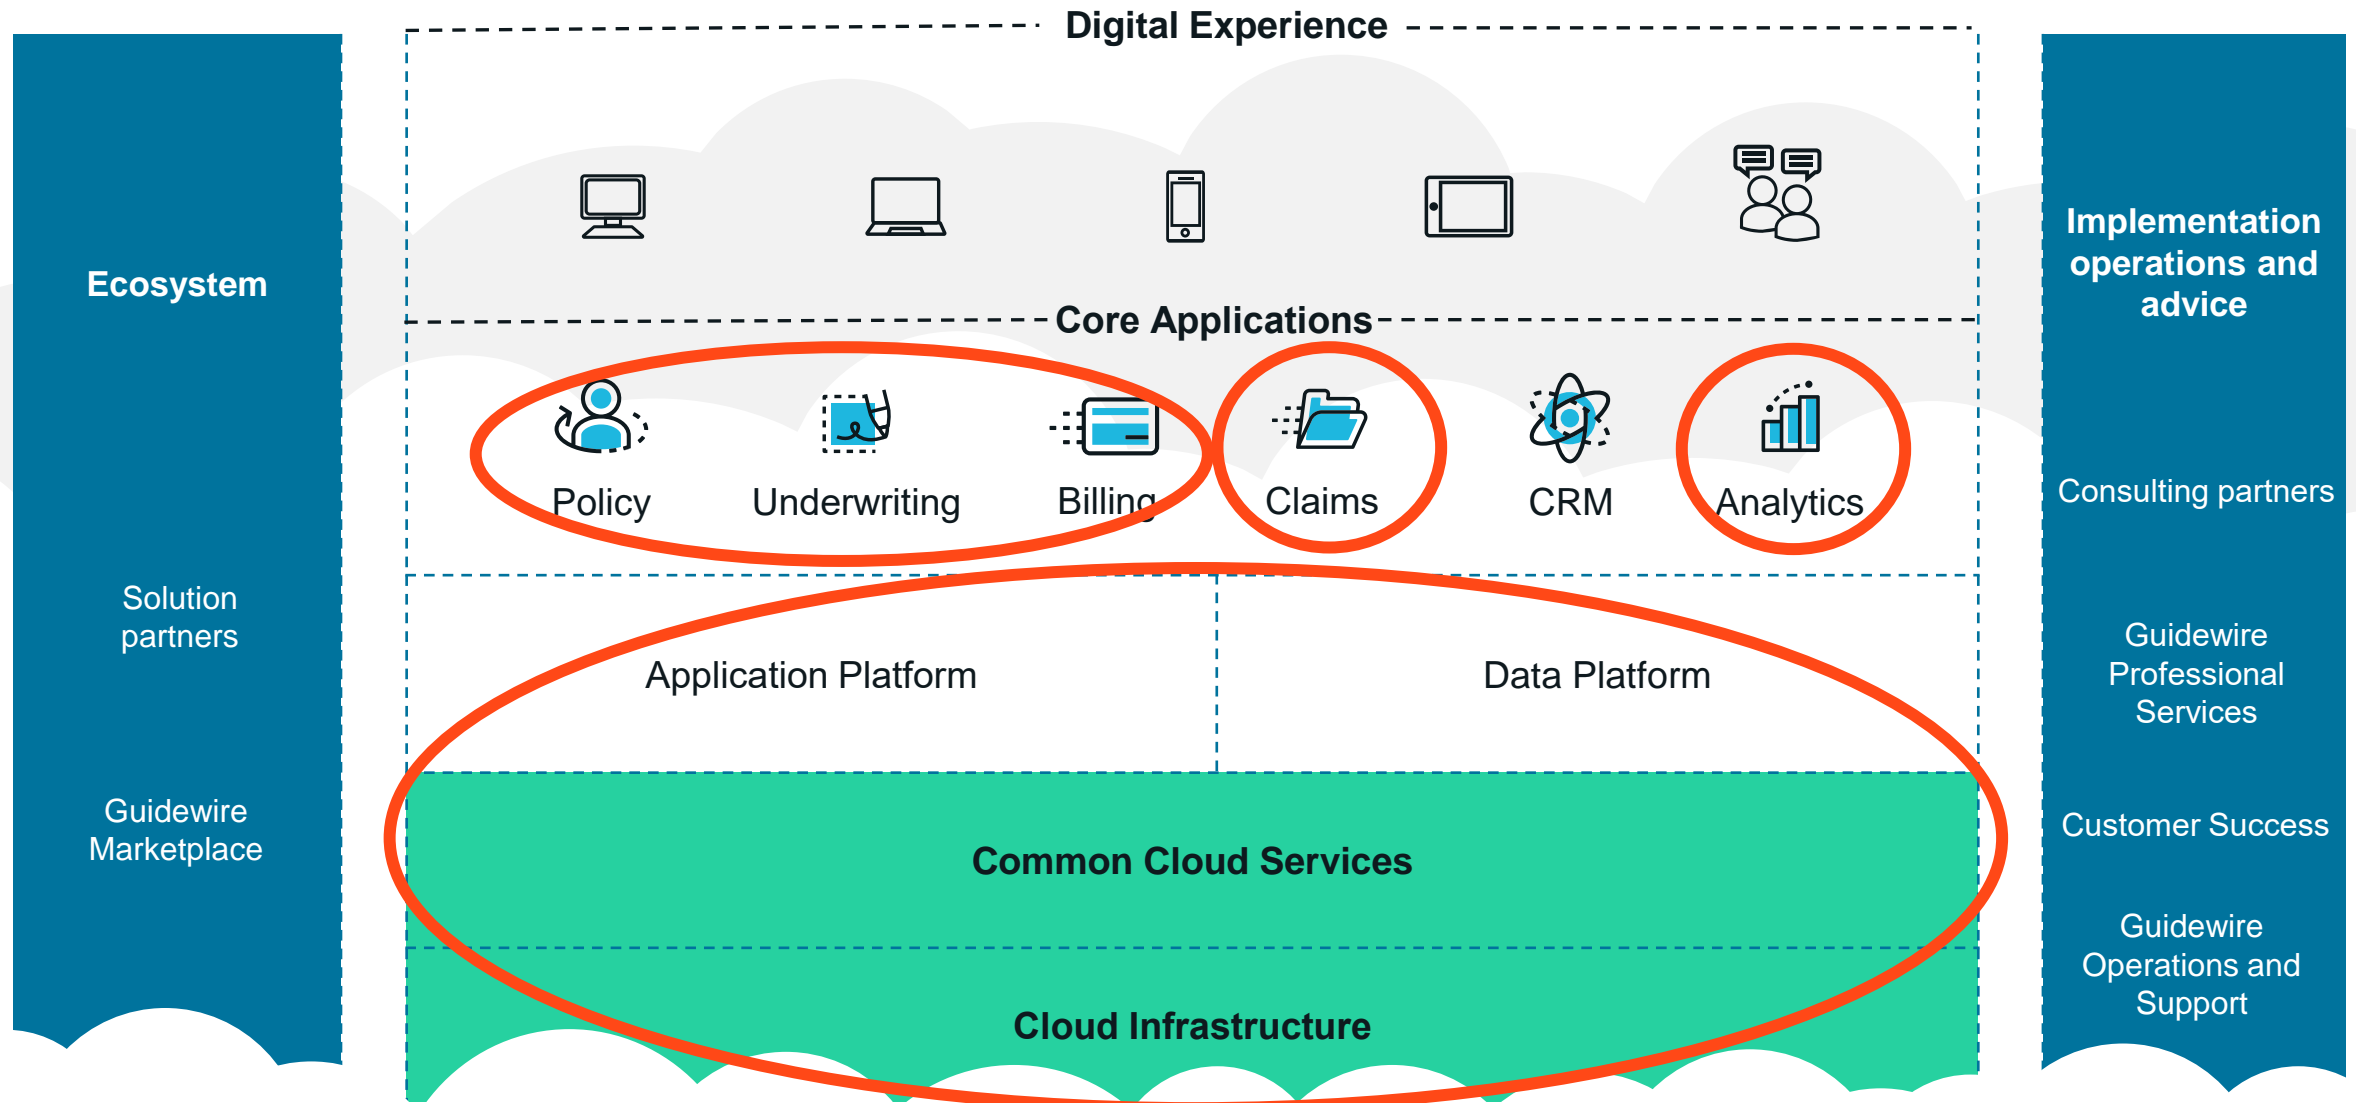 Digital Experience
Ecosystem
Implementation
operations and
advice
Core Applications
Policy
Underwriting
Billing
Claims
CRM
Analytics
Consulting partners
Solution
partners
Application Platform
Data Platform
Guidewire
Professional
Services
Guidewire
Marketplace
Common Cloud Services
Customer Success
Cloud Infrastructure
Guidewire
Operations and
Support